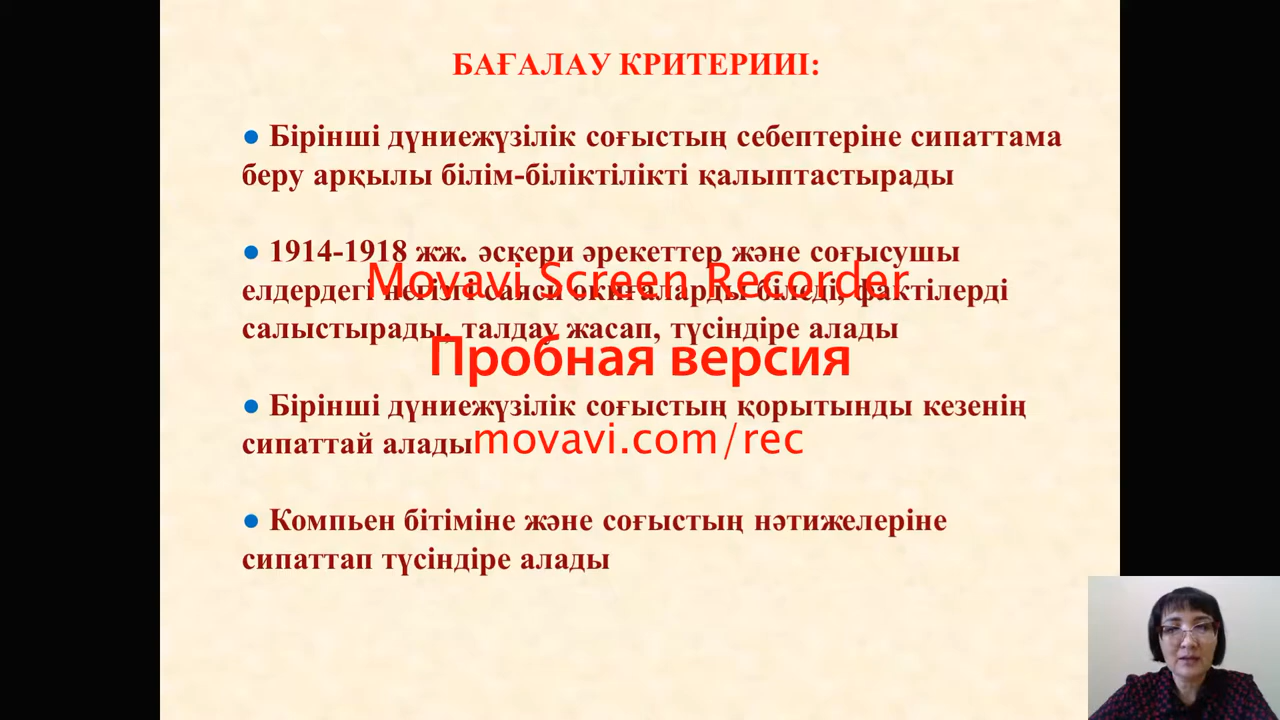 БАҒАЛАУ КРИТЕРИИІ:
● Бірінші дүниежүзілік соғыстың себептеріне сипаттама
беру арқылы білім-біліктілікті қалыптастырады
● 1914-1918 жж. әскери әрекеттер және соғысушы
елдердегі негізгі саяси оқиғаларды біледі, фактілерді
Movavi Screen Recorder
салыстырады, талдау жасап, түсіндіре алады
Пробная версия
● Бірінші дүниежүзілік соғыстың қорытынды кезенің
сипаттай алады
movavi.com/rec
● Компьен бітіміне және соғыстың нәтижелеріне
сипаттап түсіндіре алады